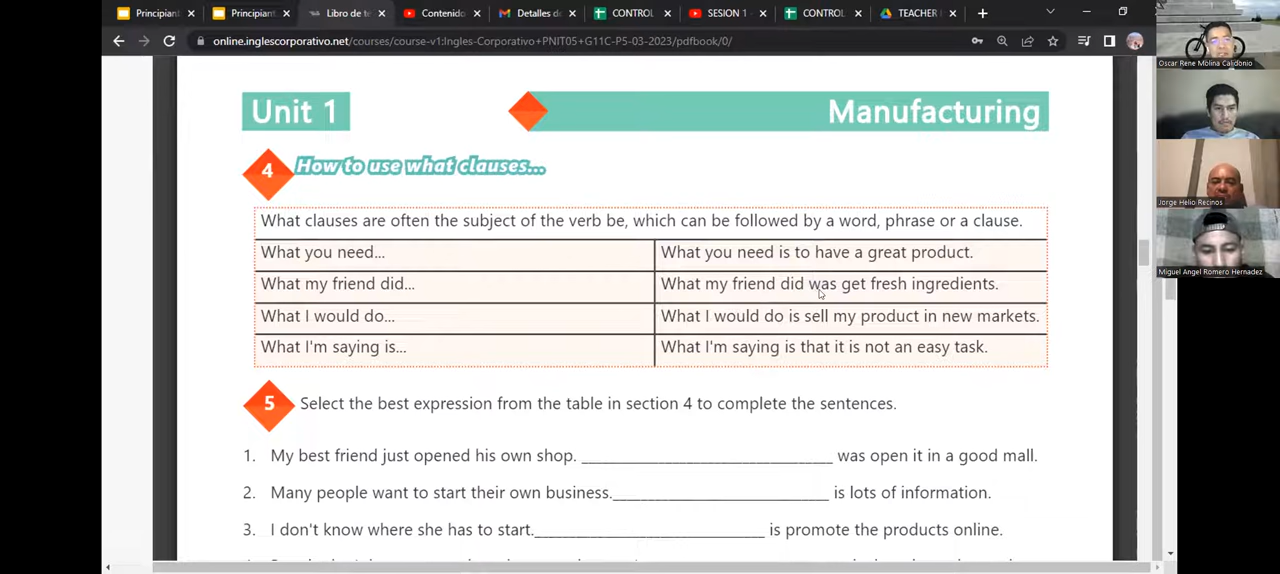 Principiant
Principiant
Libro de te
Contenido
Detalles de
CONTROL
SESION 1 -
CONTROL
TEACHER
online.inglescorporativo.net/courses/course-v1:Ingles-Corporativo+PNIT05+G11C-P5-03-2023/pdfbook/0/
Oscar Rene Molina Calidonio
Jorge Helio Recinos
Miguel Angel Romero Hernadez
Unit 1
Manufacturing
4 How to use what clauses...
What clauses are often the subject of the verb be, which can be followed by a word, phrase or a clause.
What you need... What you need is to have a great product.
What my friend did... What my friend did was get fresh ingredients.
What I would do... What I would do is sell my product in new markets.
What I'm saying is... What I'm saying is that it is not an easy task.
5 Select the best expression from the table in section 4 to complete the sentences.
1. My best friend just opened his own shop. ______________________________ was open it in a good mall.
2. Many people want to start their own business.__________________________ is lots of information.
3. I don't know where she has to start.____________________________ is promote the products online.